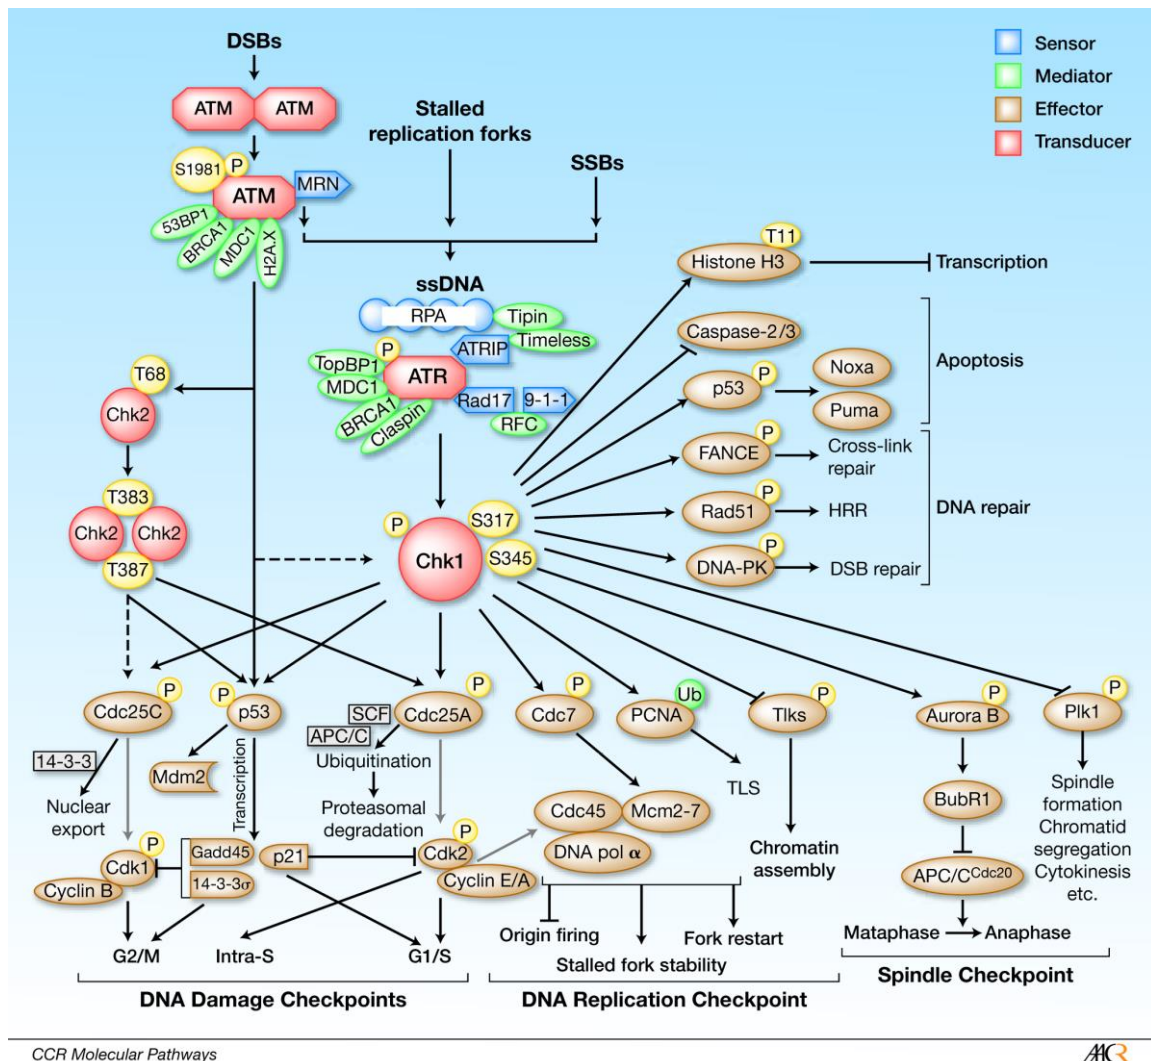 DSBs
ATM
ATM
S1981
P
ATM
MRN
53BP1
BRCA1
MDC1
H2A.X
Stalled
replication forks
SSBs
Sensor
Mediator
Effector
Transducer
ssDNA
RPA
Tipin
Timeless
ATRIP
P
TopBP1
ATR
MDC1
BRCA1
Claspin
Rad17
9-1-1
RFC
T68
Chk2
T383
Chk2
Chk2
T387
P
Chk1
S317
S345
T11
Histone H3
Transcription
Caspase-2/3
P
p53
Noxa
Puma
Apoptosis
P
FANCE
Cross-link
repair
P
Rad51
HRR
P
DNA-PK
DSB repair
DNA repair
P
Cdc25C
P
p53
P
Cdc25A
P
Cdc7
Ub
PCNA
P
Tlks
P
Aurora B
P
Plk1
14-3-3
Nuclear
export
Mdm2
Transcription
SCF
APC/C
Ubiquitination
Proteasomal
degradation
TLS
Cdc45
Mcm2-7
DNA pol α
Chromatin
assembly
BubR1
APC/CCdc20
Spindle
formation
Chromatid
segregation
Cytokinesis
etc.
P
Cdk1
Cyclin B
Gadd45
14-3-3σ
p21
P
Cdk2
Cyclin E/A
G2/M
Intra-S
G1/S
Origin firing
Stalled fork stability
Fork restart
Mataphase
Anaphase
DNA Damage Checkpoints
DNA Replication Checkpoint
Spindle Checkpoint
CCR Molecular Pathways
AACR